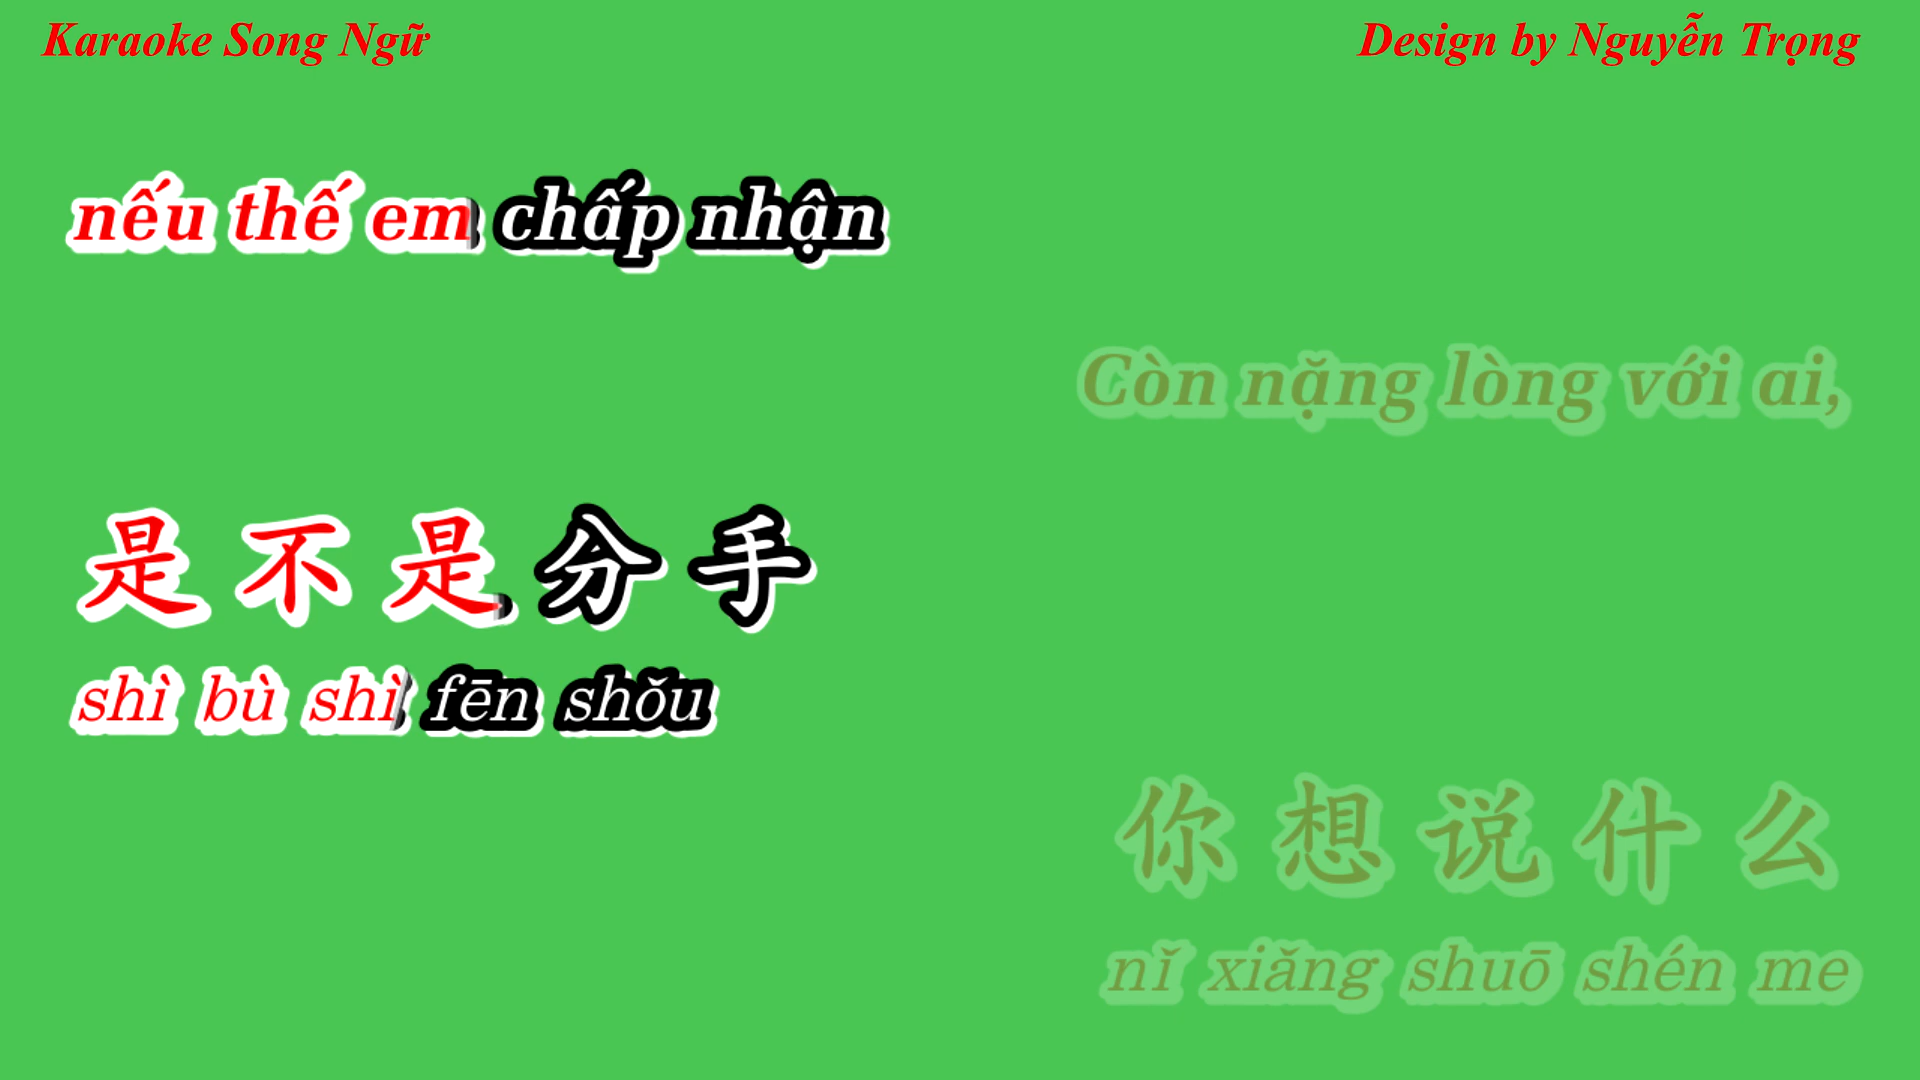 Karaoke Song Ngữ
Design by Nguyễn Trọng
nếu thế em chấp nhận
Còn nặng lòng với ai,
是不是分手
shì bù shì fēn shǒu
你想说什么
nǐ xiǎng shuō shén me